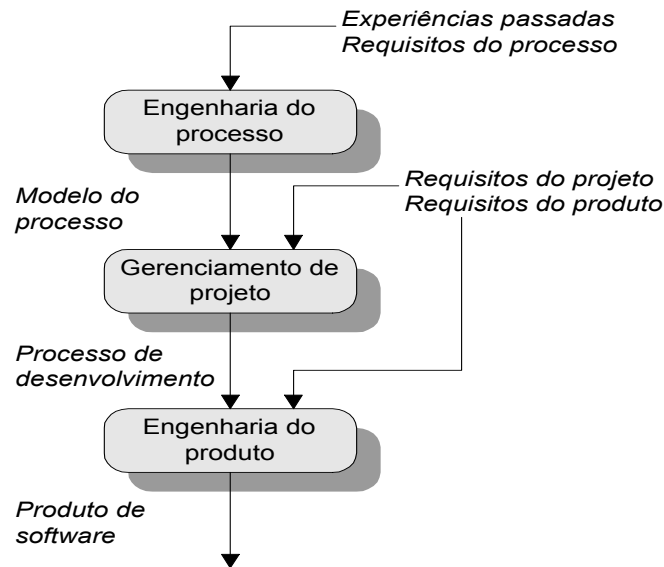 Experiências passadas
Requisitos do processo
Engenharia do
processo
Modelo do
processo
Requisitos do projeto
Requisitos do produto
Gerenciamento de
projeto
Processo de
desenvolvimento
Engenharia do
produto
Produto de
software